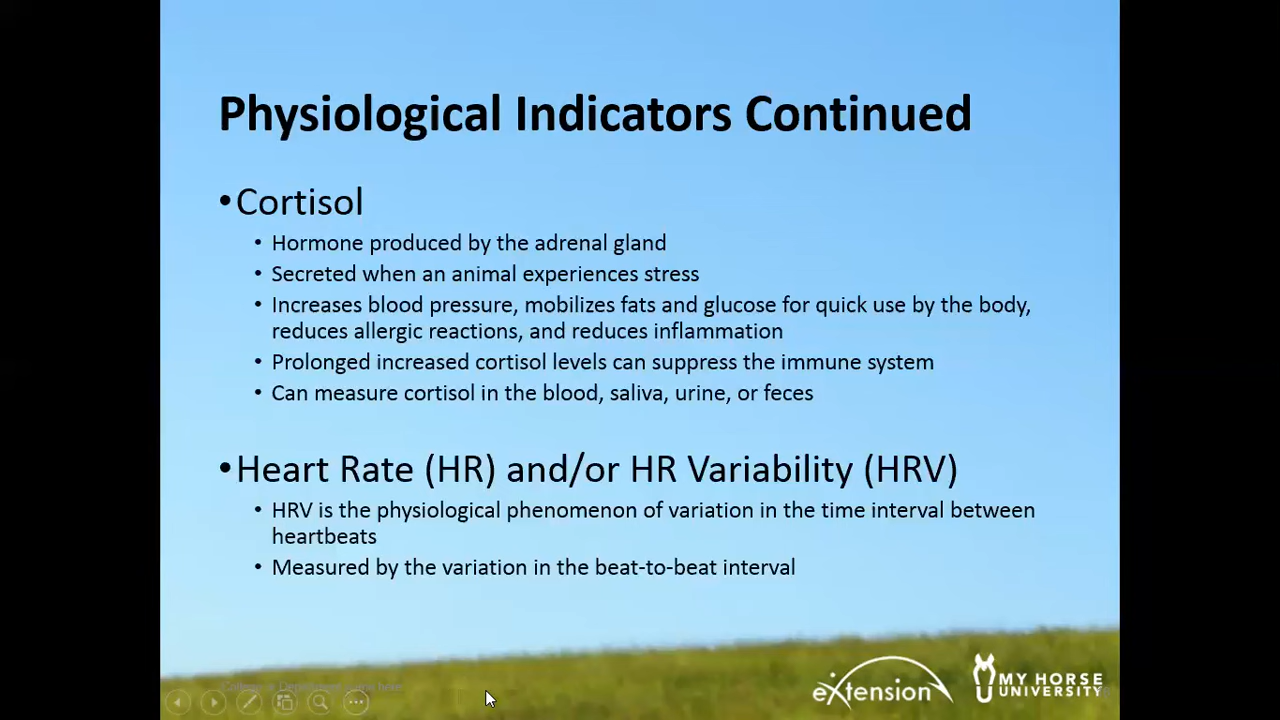 Physiological Indicators Continued
•Cortisol
• Hormone produced by the adrenal gland
• Secreted when an animal experiences stress
• Increases blood pressure, mobilizes fats and glucose for quick use by the body,
reduces allergic reactions, and reduces inflammation
• Prolonged increased cortisol levels can suppress the immune system
• Can measure cortisol in the blood, saliva, urine, or feces
•Heart Rate (HR) and/or HR Variability (HRV)
• HRV is the physiological phenomenon of variation in the time interval between
heartbeats
• Measured by the variation in the beat-to-beat interval
eXtension
MY HORSE
UNIVERSITY